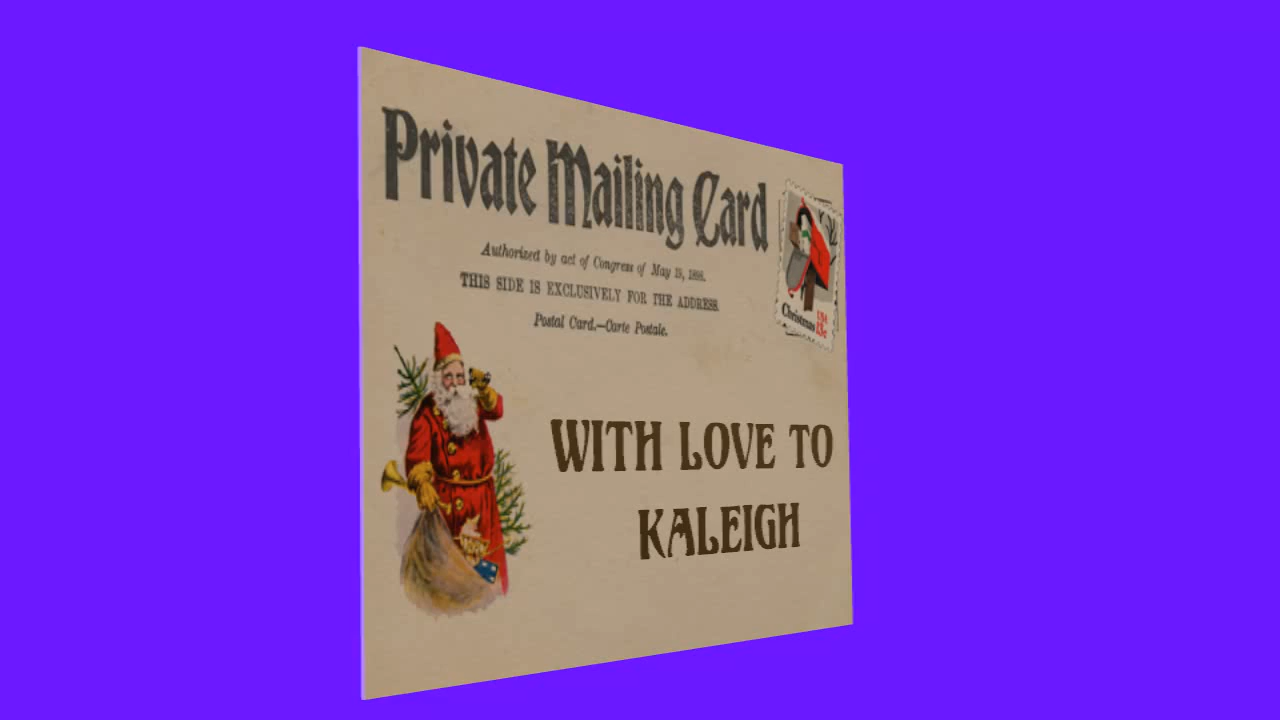 Private Mailing Card
Authorized by act of Congress of May 19, 1898.
THIS SIDE IS EXCLUSIVELY FOR THE ADDRESS.
Postal Card.—Carte Postale.
Christmas
13c
WITH LOVE TO
KALEIGH